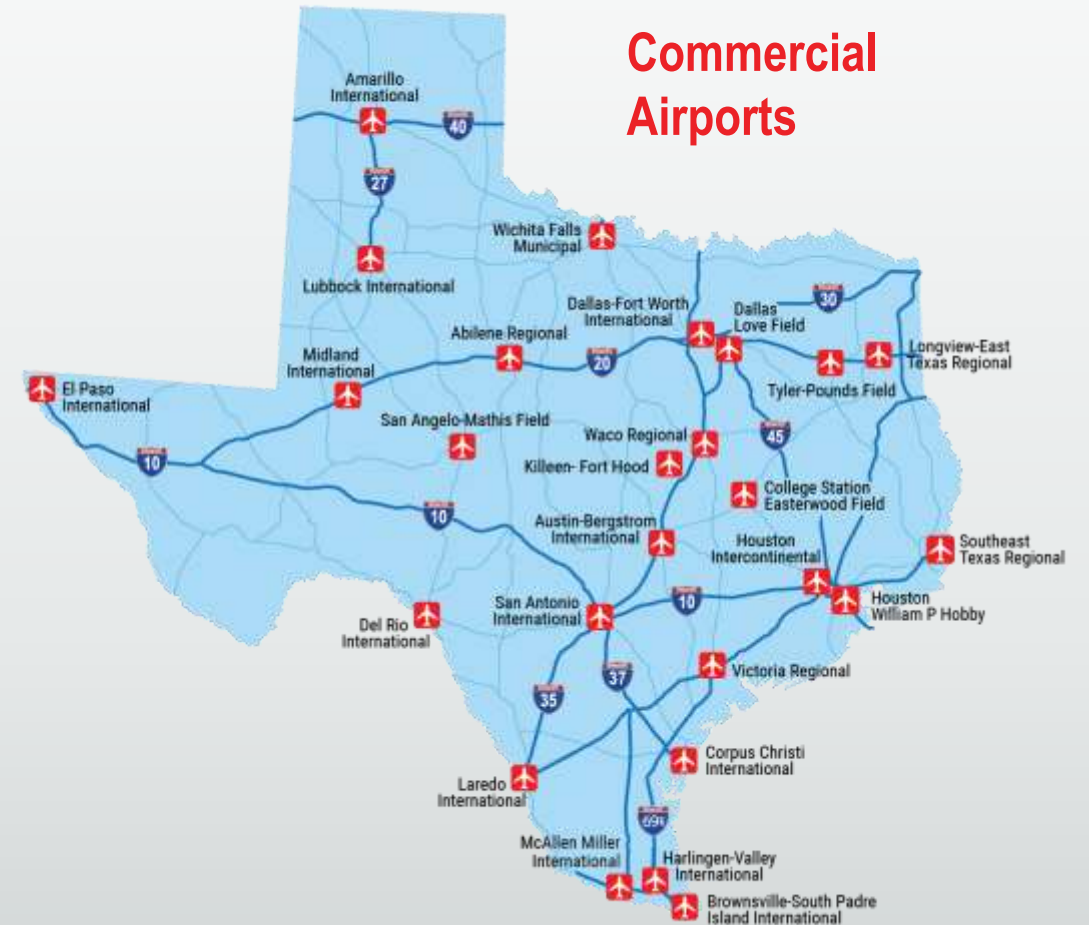 Commercial
Airports
Amarillo
International
40
27
Wichita Falls
Municipal
Lubbock International
30
Dallas-Fort Worth
International
Dallas
Love Field
Abilene Regional
20
Longview-East
Texas Regional
Midland
International
Tyler-Pounds Field
El Paso
International
San Angelo-Mathis Field
Waco Regional
45
10
Killeen- Fort Hood
College Station
Easterwood Field
10
Austin-Bergstrom
International
Houston
Intercontinental
Southeast
Texas Regional
San Antonio
International
10
Houston
William P Hobby
Del Rio
International
Victoria Regional
37
35
Corpus Christi
International
Laredo
International
69E
McAllen Miller
International
Harlingen-Valley
International
Brownsville-South Padre
Island International